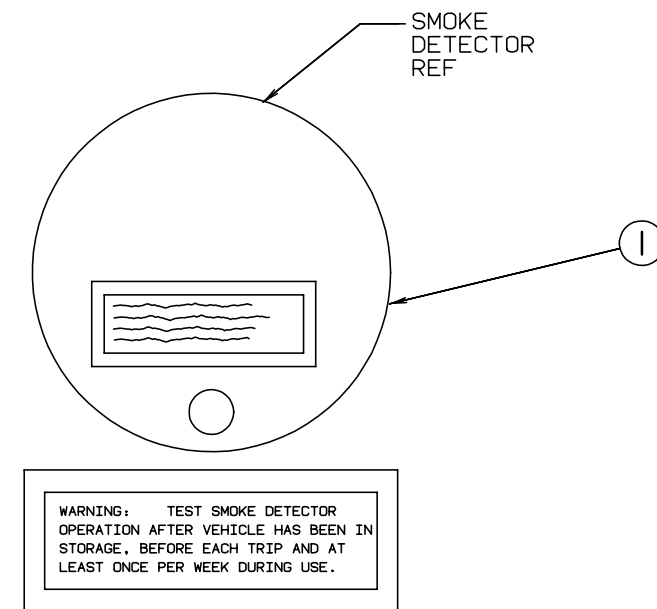 SMOKE
DETECTOR
REF
1
WARNING: TEST SMOKE DETECTOR
OPERATION AFTER VEHICLE HAS BEEN IN
STORAGE, BEFORE EACH TRIP AND AT
LEAST ONCE PER WEEK DURING USE.